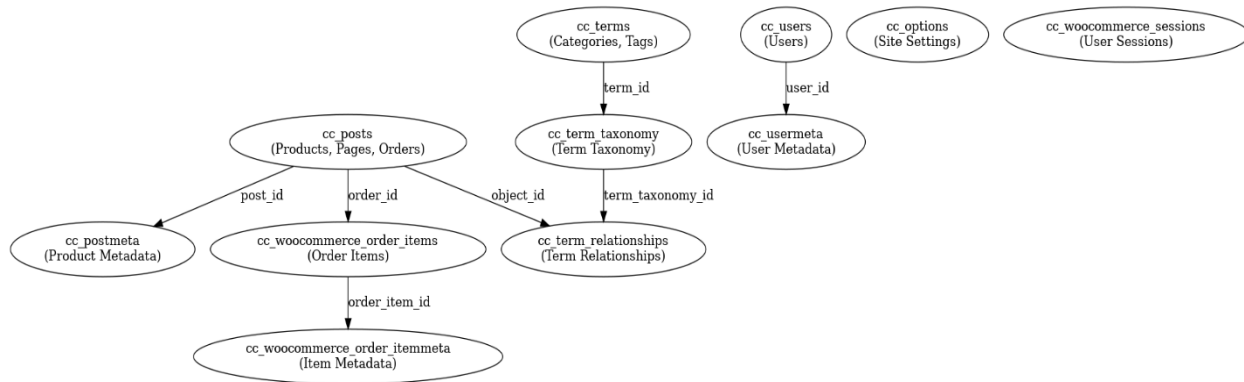 cc_terms
(Categories, Tags)
cc_users
(Users)
cc_options
(Site Settings)
cc_woocommerce_sessions
(User Sessions)
term_id
user_id
cc_posts
(Products, Pages, Orders)
cc_term_taxonomy
(Term Taxonomy)
cc_usermeta
(User Metadata)
post_id
order_id
object_id
term_taxonomy_id
cc_postmeta
(Product Metadata)
cc_woocommerce_order_items
(Order Items)
cc_term_relationships
(Term Relationships)
order_item_id
cc_woocommerce_order_itemmeta
(Item Metadata)